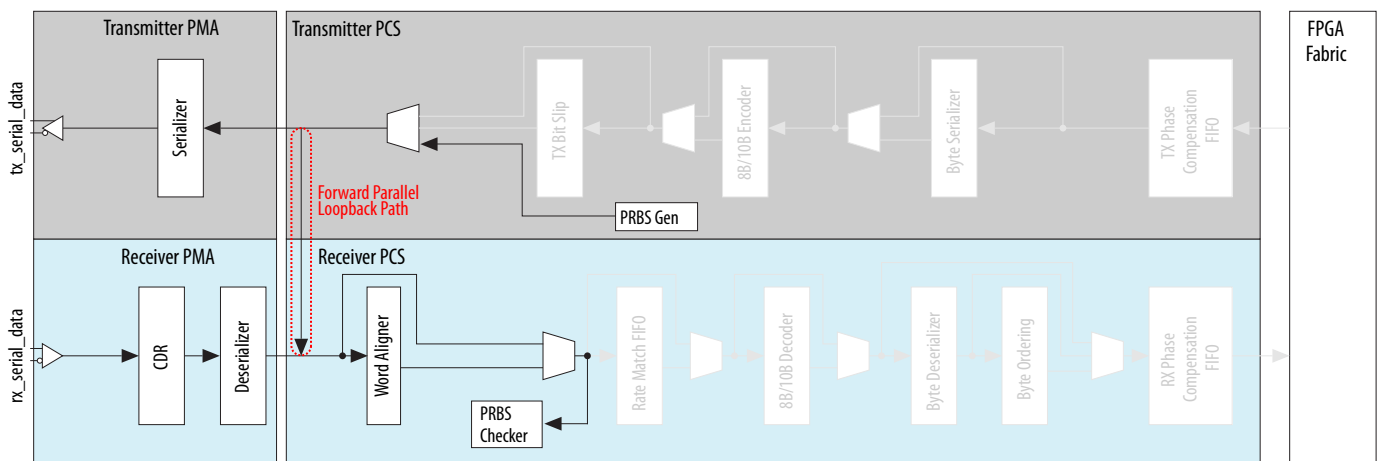 Transmitter PMA
Transmitter PCS
FPGA
Fabric
tx_serial_data
Serializer
TX Bit Slip
8B/10B Encoder
Byte Serializer
TX Phase
Compensation
FIFO
Forward Parallel
Loopback Path
PRBS Gen
Receiver PMA
Receiver PCS
rx_serial_data
CDR
Deserializer
Word Aligner
Rate Match FIFO
8B/10B Decoder
Byte Deserializer
Byte Ordering
RX Phase
Compensation
FIFO
PRBS
Checker